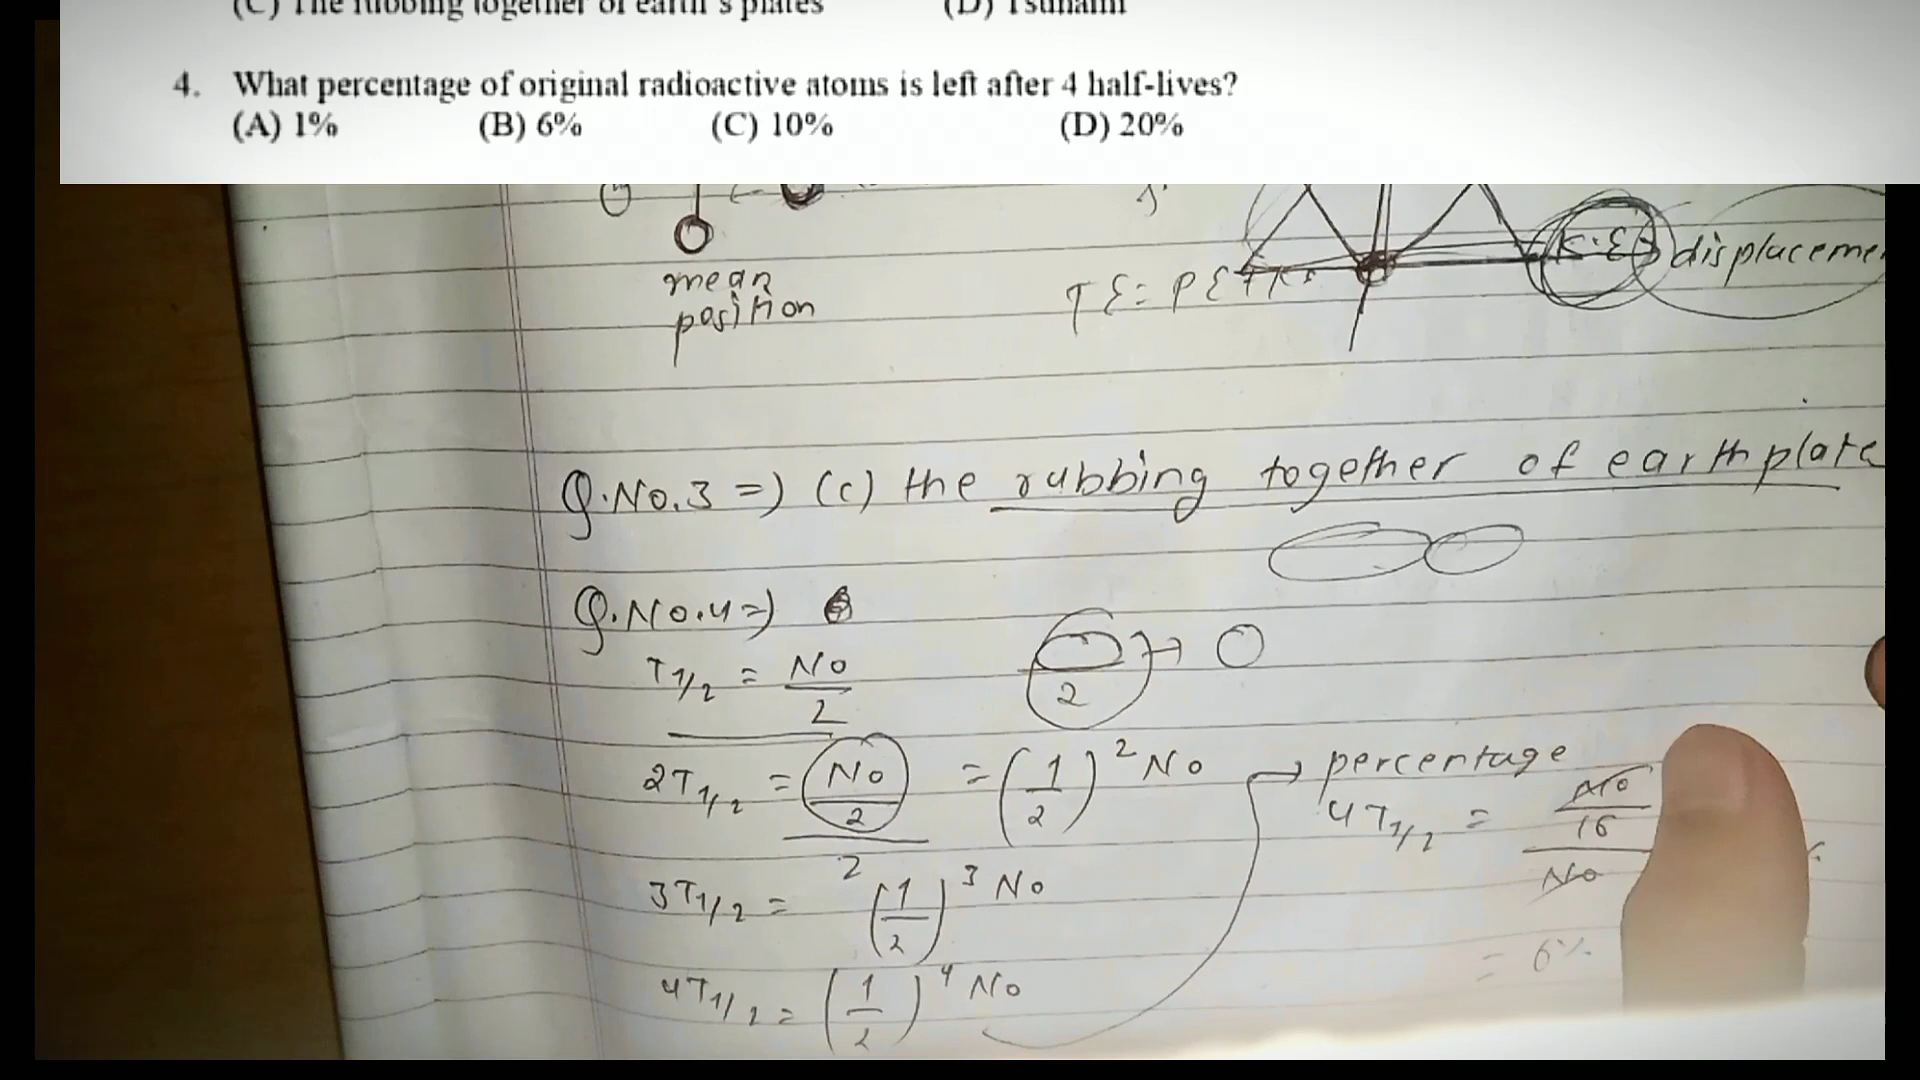 (C) The rubbing together of earth's plates (D) Tsunami
4. What percentage of original radioactive atoms is left after 4 half-lives?
(A) 1% (B) 6% (C) 10% (D) 20%
mean
position
T E = P E + K
K.E
displaceme
Q.No.3 => (c) the rubbing together of earth plate
Q.No.4 =>
T1/2 = No/2
2
2T1/2 = No/2/2 = (1/2)^2 No
3T1/2 = (1/2)^3 No
4T1/2 = (1/2)^4 No
percentage
4T1/2 = No/16/No
= 6%